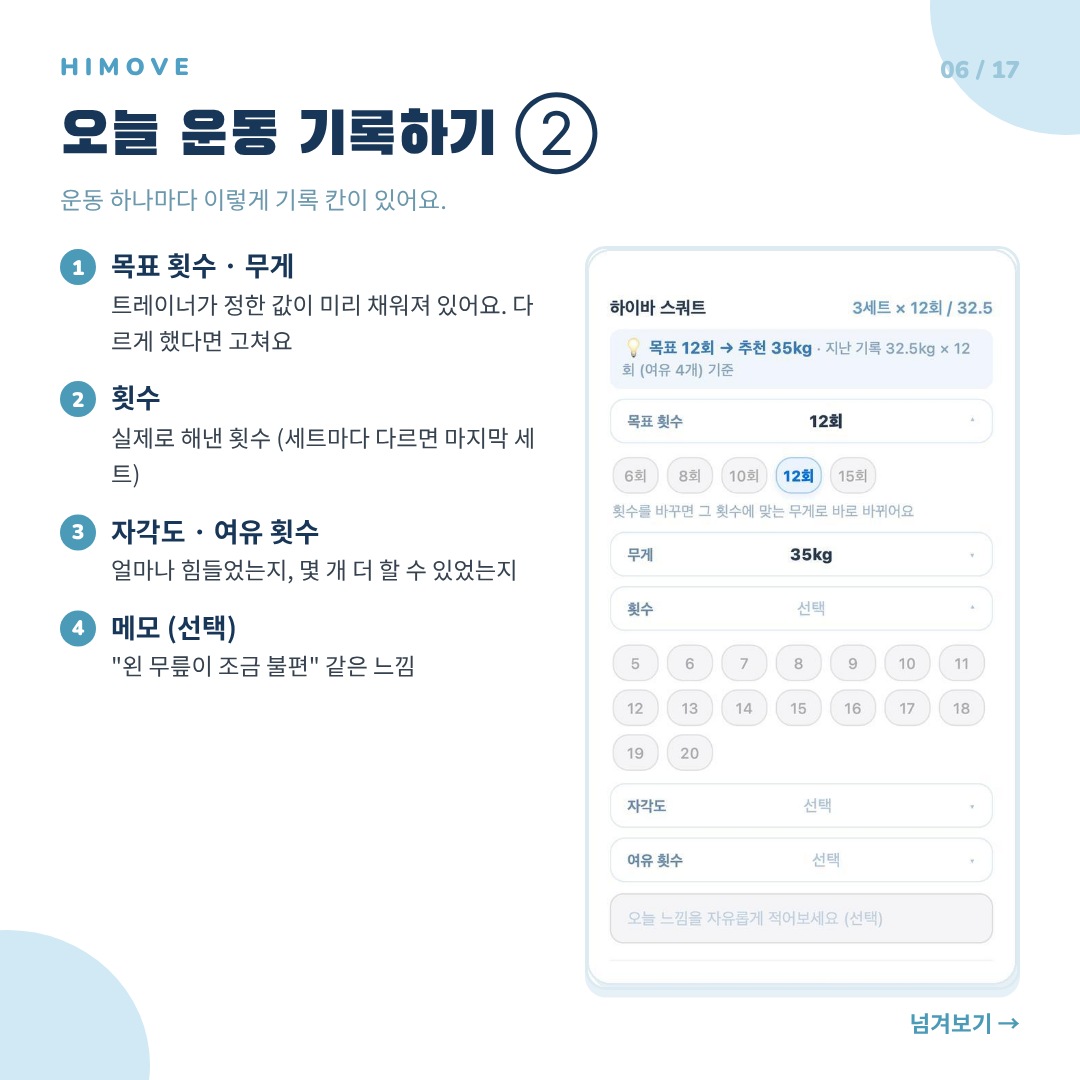 HIMOVE
06 / 17
오늘 운동 기록하기 ②
운동 하나마다 이렇게 기록 칸이 있어요.
1 목표 횟수 · 무게
트레이너가 정한 값이 미리 채워져 있어요. 다
르게 했다면 고쳐요
2 횟수
실제로 해낸 횟수 (세트마다 다르면 마지막 세
트)
3 자각도 · 여유 횟수
얼마나 힘들었는지, 몇 개 더 할 수 있었는지
4 메모 (선택)
"왼 무릎이 조금 불편" 같은 느낌
하이바 스쿼트 3세트 × 12회 / 32.5
💡 목표 12회 → 추천 35kg · 지난 기록 32.5kg × 12
회 (여유 4개) 기준
목표 횟수 12회
6회 8회 10회 12회 15회
횟수를 바꾸면 그 횟수에 맞는 무게로 바로 바뀌어요
무게 35kg
횟수 선택
5 6 7 8 9 10 11
12 13 14 15 16 17 18
19 20
자각도 선택
여유 횟수 선택
오늘 느낌을 자유롭게 적어보세요 (선택)
넘겨보기 →